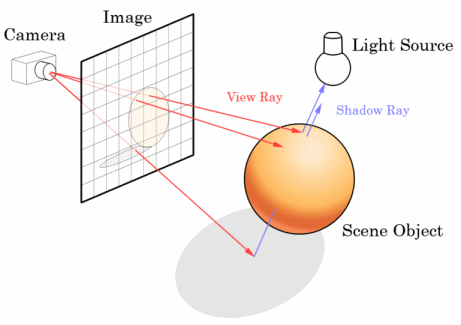 Image
Camera
Light Source
View Ray
Shadow Ray
Scene Object